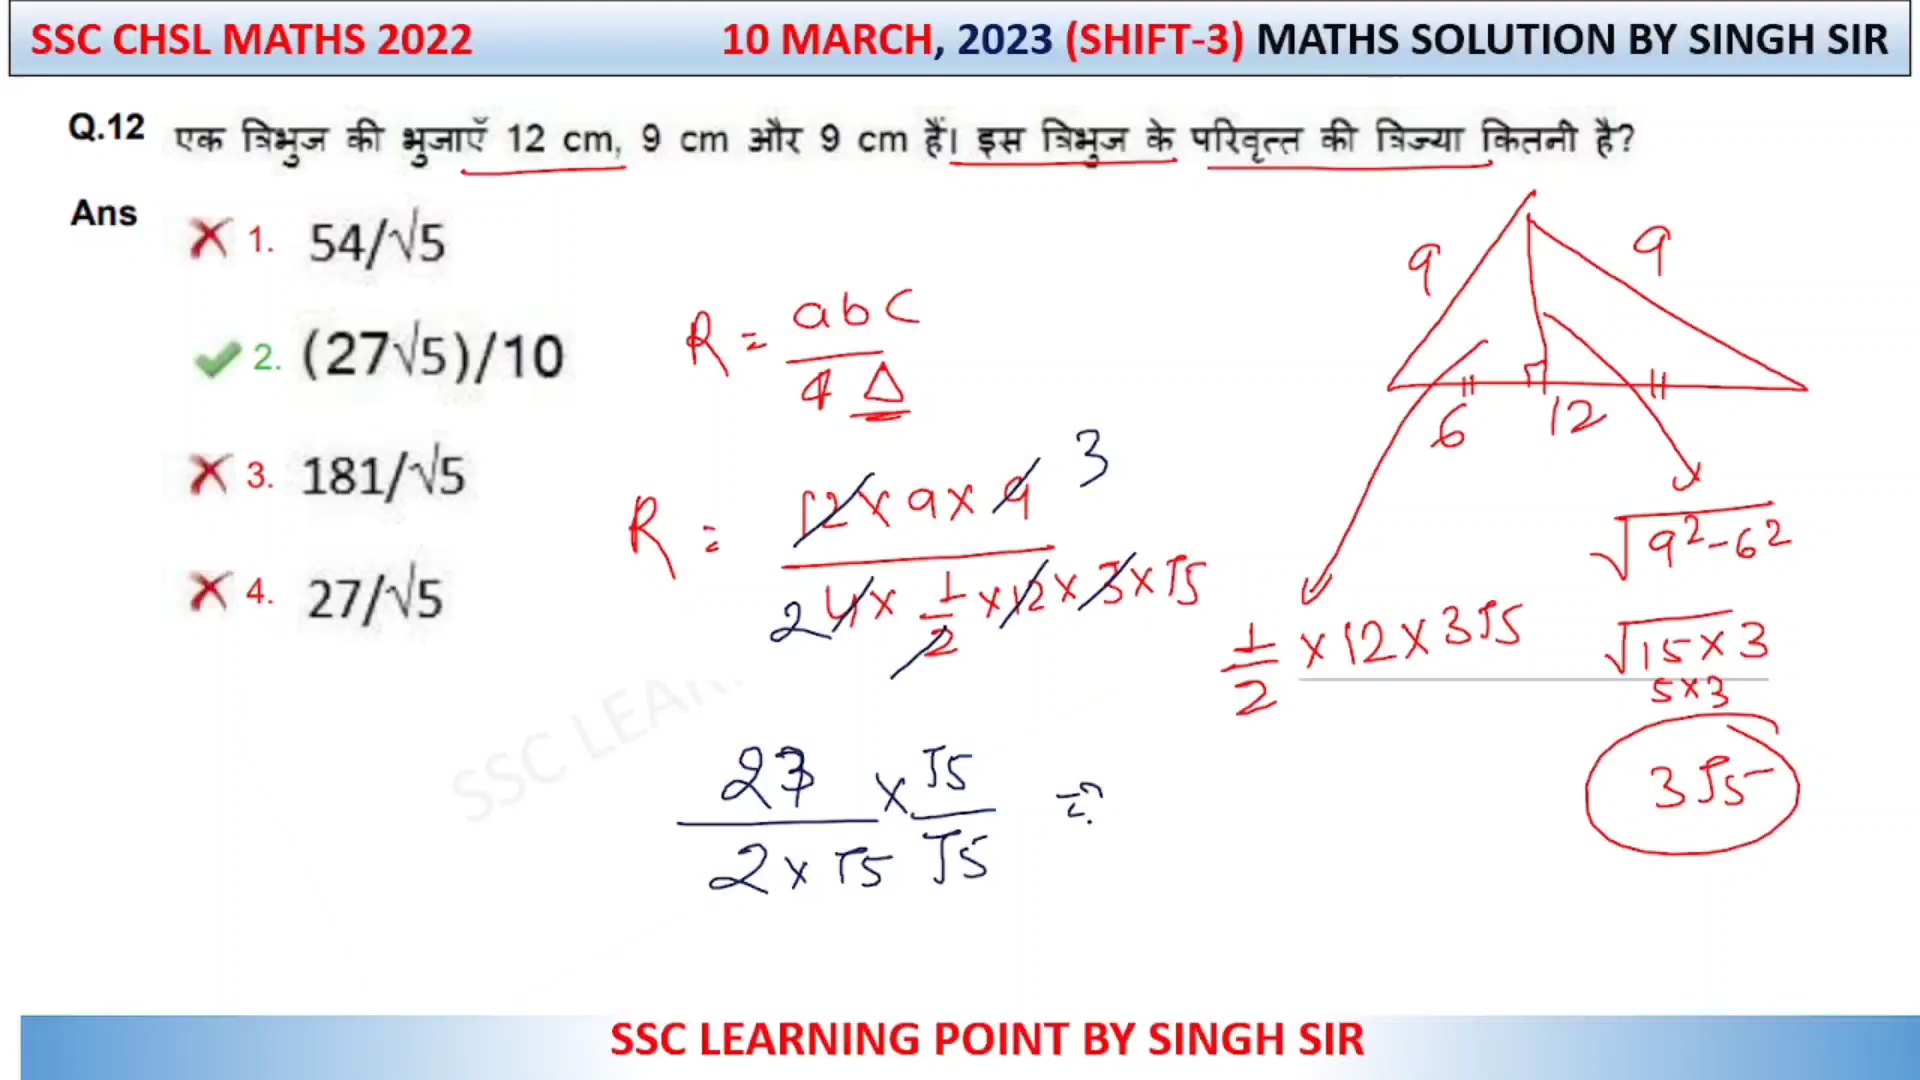 SSC CHSL MATHS 2022 10 MARCH, 2023 (SHIFT-3) MATHS SOLUTION BY SINGH SIR
Q.12 एक त्रिभुज की भुजाएँ 12 cm, 9 cm और 9 cm हैं। इस त्रिभुज के परिवृत्त की त्रिज्या कितनी है?
Ans
1. 54/√5
2. (27√5)/10
3. 181/√5
4. 27/√5
R = abc
4 Δ
R = 12 × 9 × 9 3
2 4 × 1/2 × 12 × 3 × √5
27/2 × √5 × √5/√5 =
9 9
6 12
√9²-6²
√15 × 3
5×3
3√5
1/2 × 12 × 3√5
SSC LEAR
SSC LEARNING POINT BY SINGH SIR